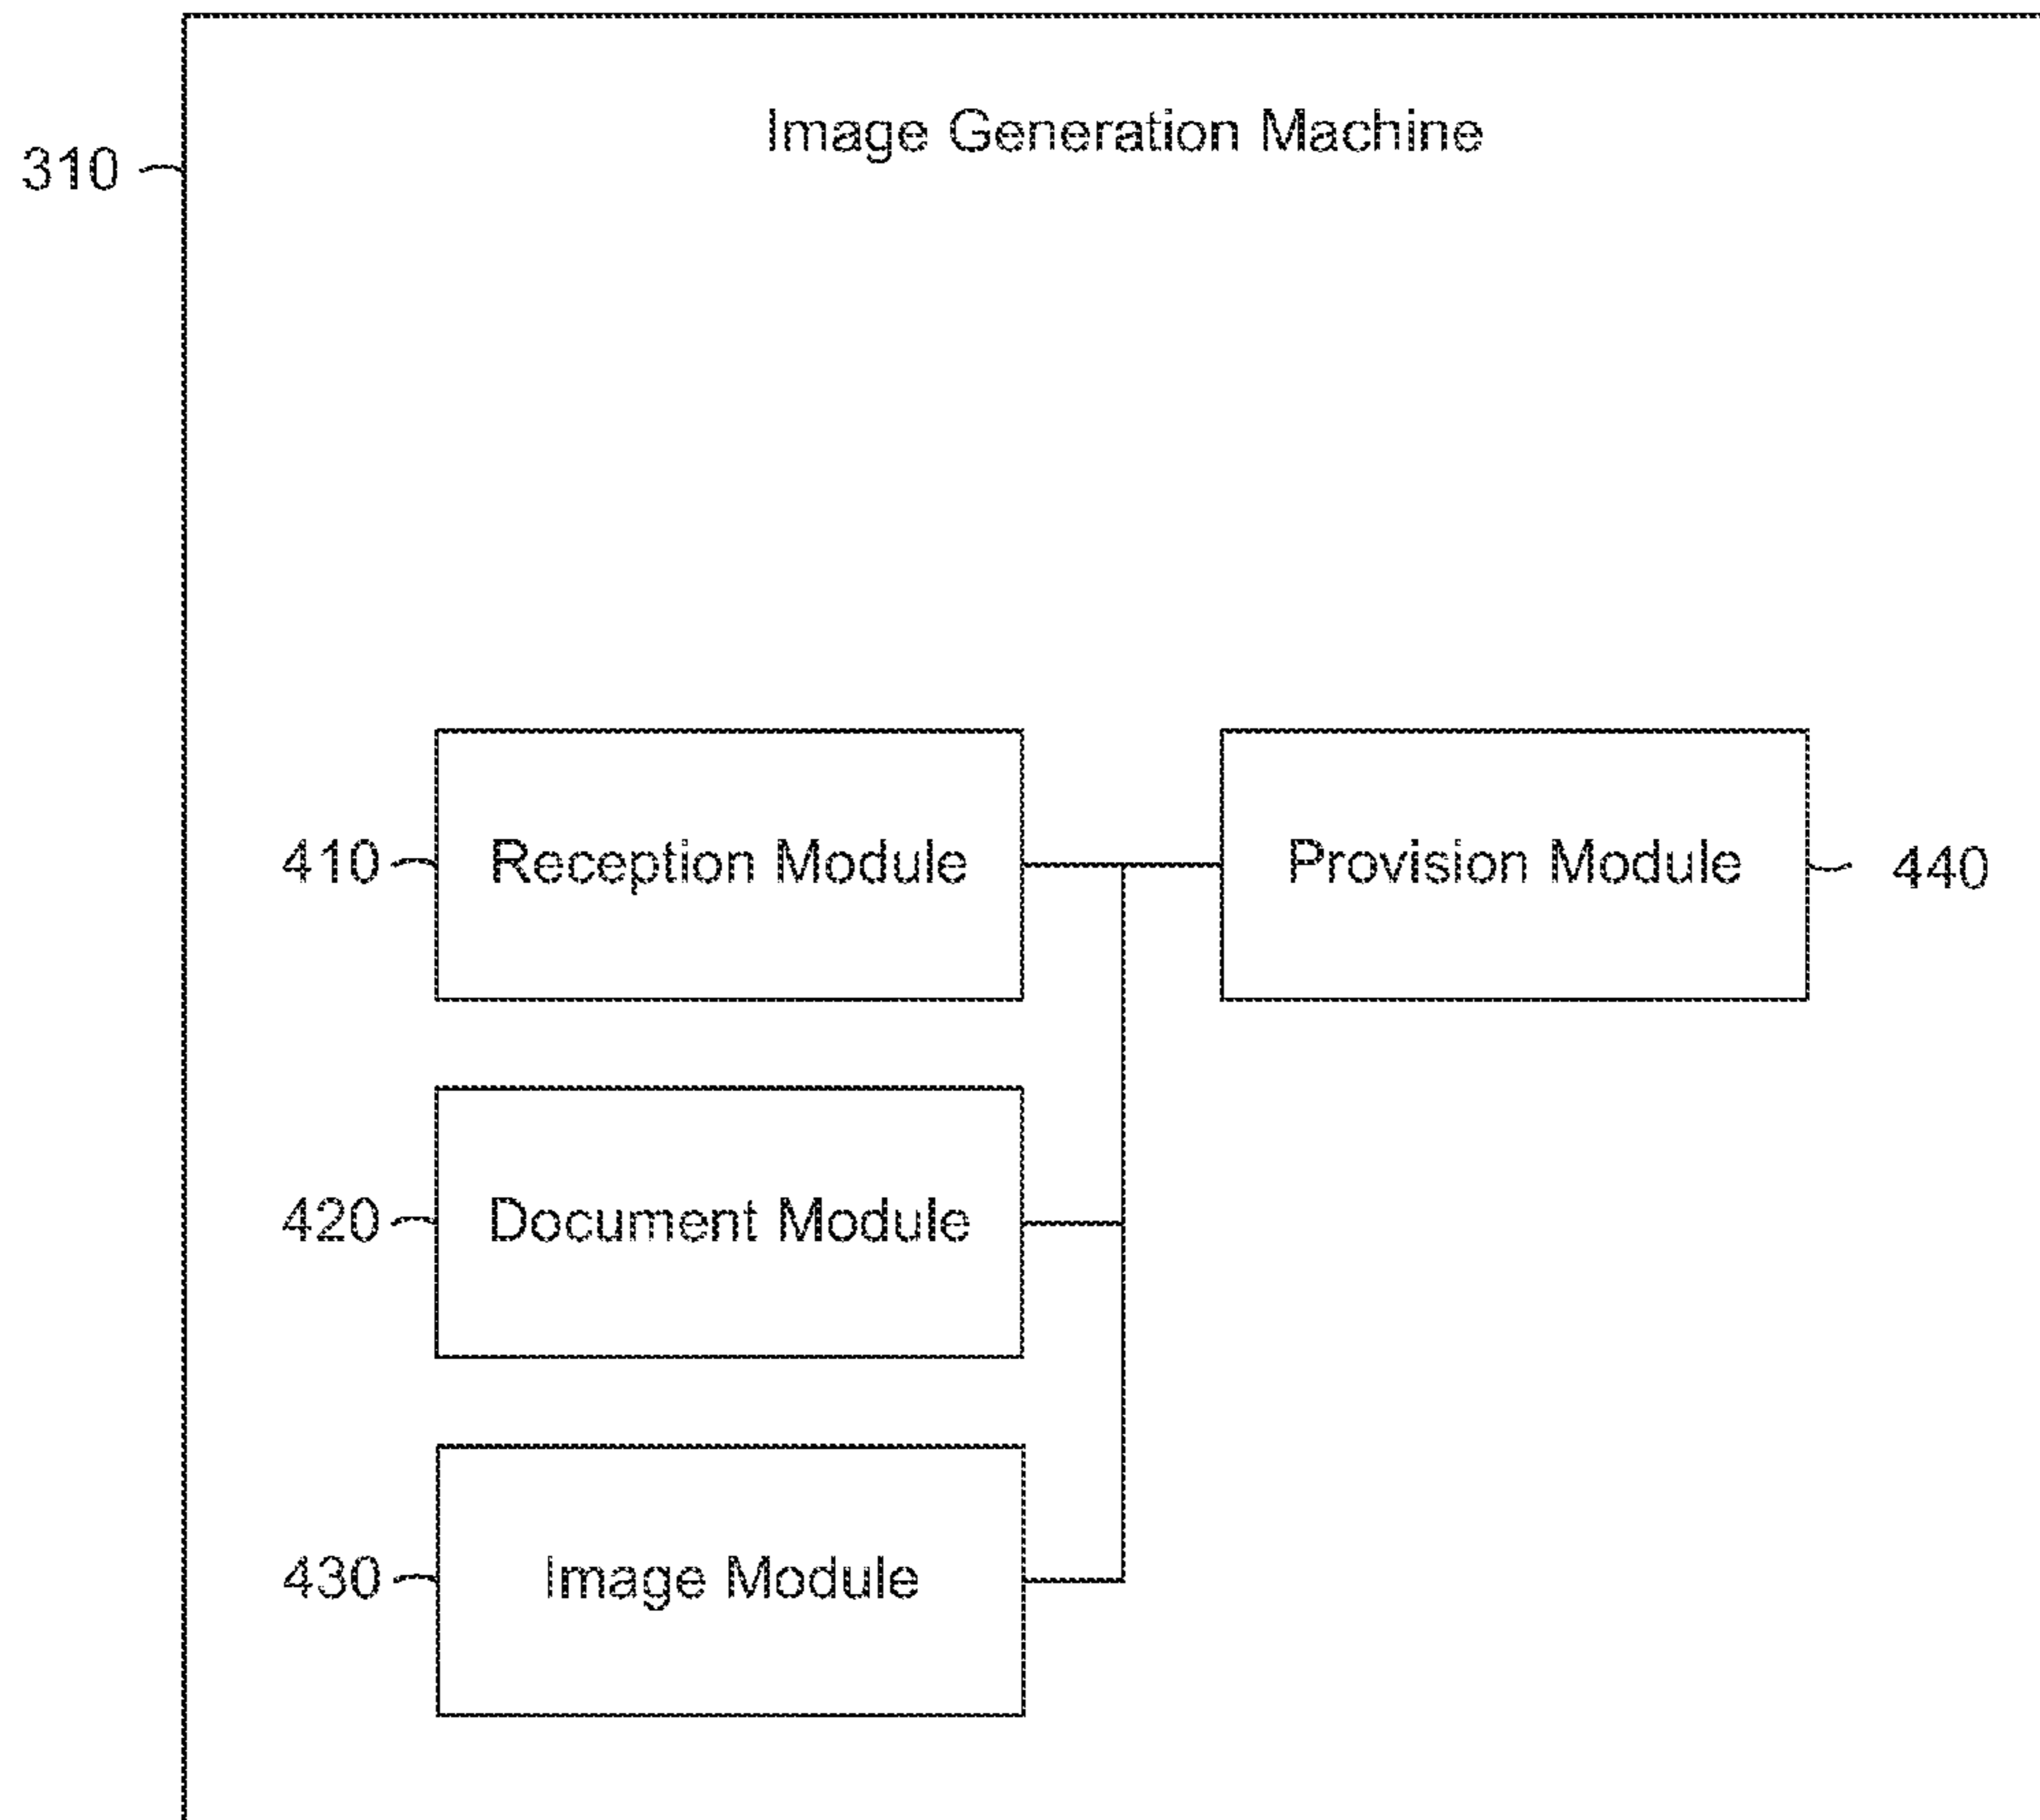 Image Generation Machine
310
410 Reception Module Provision Module 440
420 Document Module
430 Image Module